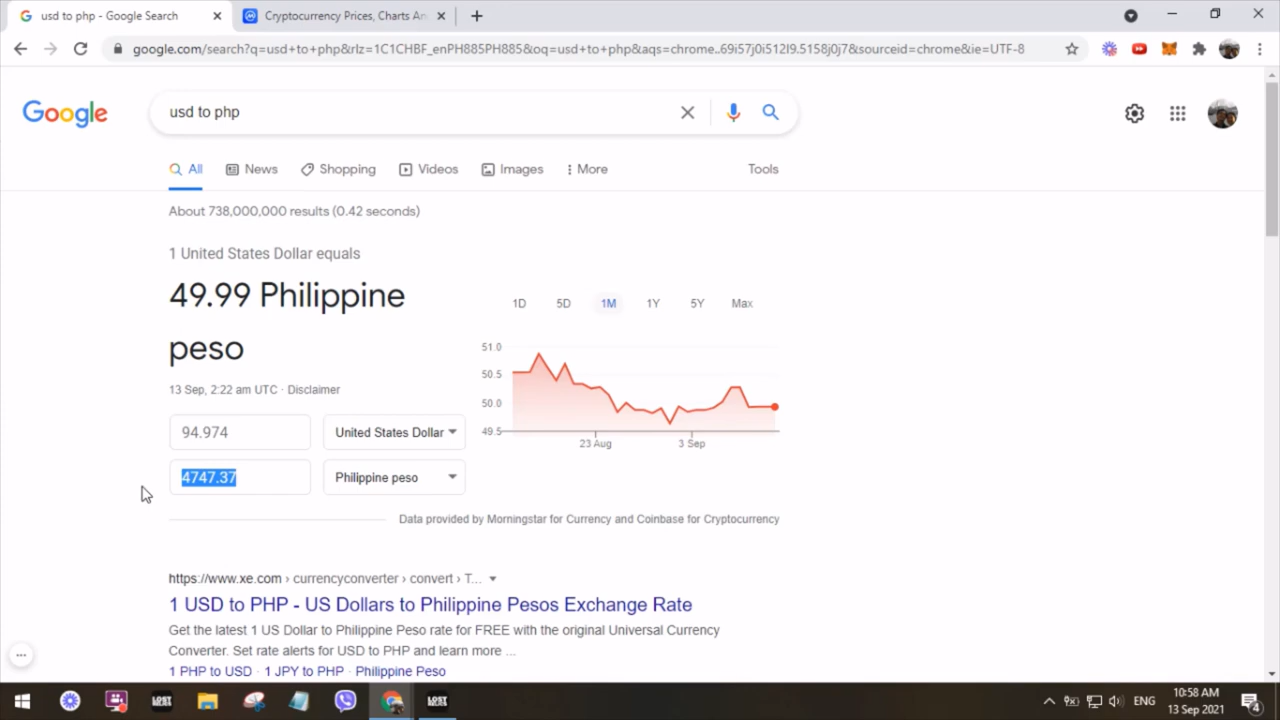 usd to php - Google Search
Cryptocurrency Prices, Charts An
google.com/search?q=usd+to+php&rlz=1C1CHBF_enPH885PH885&oq=usd+to+php&aqs=chrome..69i57j0i512l9.5158j0j7&sourceid=chrome&ie=UTF-8
Google
usd to php
All
News
Shopping
Videos
Images
More
Tools
About 738,000,000 results (0.42 seconds)
1 United States Dollar equals
49.99 Philippine
peso
13 Sep, 2:22 am UTC · Disclaimer
94.974
United States Dollar
4747.37
Philippine peso
1D 5D 1M 1Y 5Y Max
51.0
50.5
50.0
49.5
23 Aug
3 Sep
Data provided by Morningstar for Currency and Coinbase for Cryptocurrency
https://www.xe.com › currencyconverter › convert › T...
1 USD to PHP - US Dollars to Philippine Pesos Exchange Rate
Get the latest 1 US Dollar to Philippine Peso rate for FREE with the original Universal Currency
Converter. Set rate alerts for USD to PHP and learn more ...
1 PHP to USD · 1 JPY to PHP · Philippine Peso
LOST
LOST
ENG
10:58 AM
13 Sep 2021
4